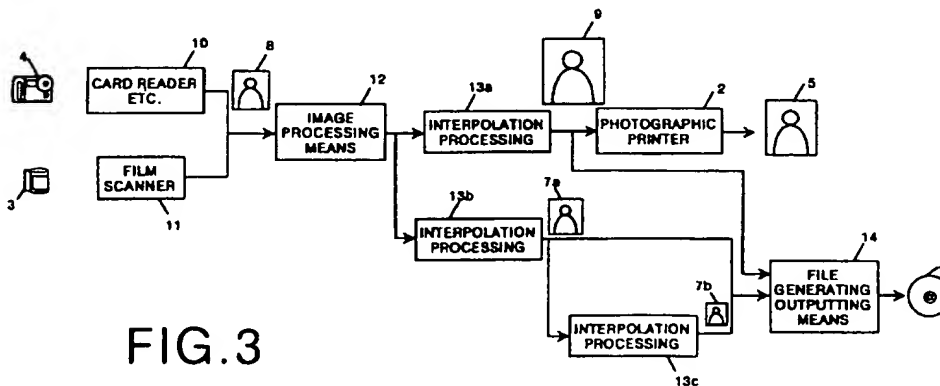 9
4
10
8
12
13a
2
5
CARD READER
ETC.
IMAGE
PROCESSING
MEANS
INTERPOLATION
PROCESSING
PHOTOGRAPHIC
PRINTER
3
FILM
SCANNER
11
13b
7a
INTERPOLATION
PROCESSING
14
7b
FILE
GENERATING
OUTPUTTING
MEANS
INTERPOLATION
PROCESSING
13c
FIG.3